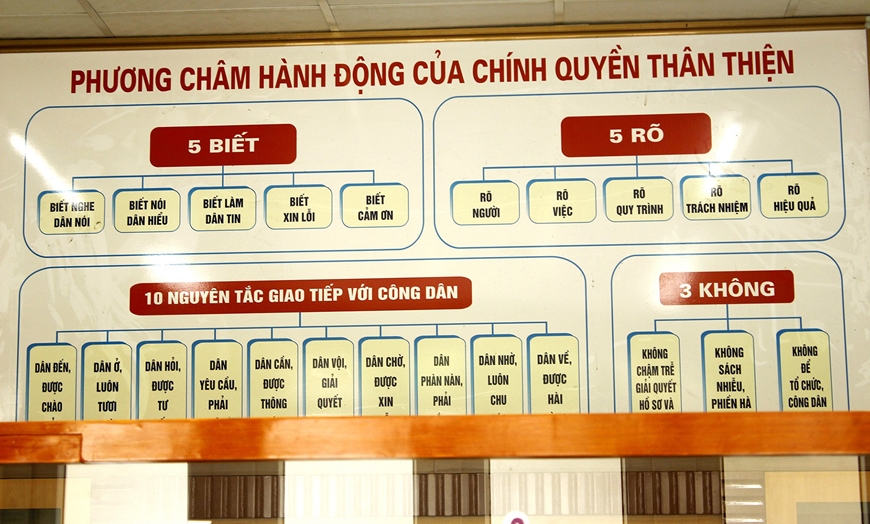 PHƯƠNG CHÂM HÀNH ĐỘNG CỦA CHÍNH QUYỀN THÂN THIỆN
5 BIẾT
BIẾT NGHE
DÂN NÓI
BIẾT NÓI
DÂN HIỂU
BIẾT LÀM
DÂN TIN
BIẾT
XIN LỖI
BIẾT
CẢM ƠN
5 RÕ
RÕ
NGƯỜI
RÕ
VIỆC
RÕ
QUY TRÌNH
RÕ
TRÁCH NHIỆM
RÕ
HIỆU QUẢ
10 NGUYÊN TẮC GIAO TIẾP VỚI CÔNG DÂN
DÂN ĐẾN,
ĐƯỢC
CHÀO
DÂN Ở,
LUÔN
TƯƠI
DÂN HỎI,
ĐƯỢC
TƯ
DÂN
YÊU CẦU,
PHẢI
DÂN CẦN,
ĐƯỢC
THÔNG
DÂN VỘI,
GIẢI
QUYẾT
DÂN CHỜ,
ĐƯỢC
XIN
DÂN
PHÀN NÀN,
PHẢI
DÂN NHỜ,
LUÔN
CHU
DÂN VỀ,
ĐƯỢC
HÀI
3 KHÔNG
KHÔNG
CHẬM TRỄ
GIẢI QUYẾT
HỒ SƠ VÀ
KHÔNG
SÁCH
NHIỄU,
PHIỀN HÀ
KHÔNG
ĐỂ
TỔ CHỨC,
CÔNG DÂN